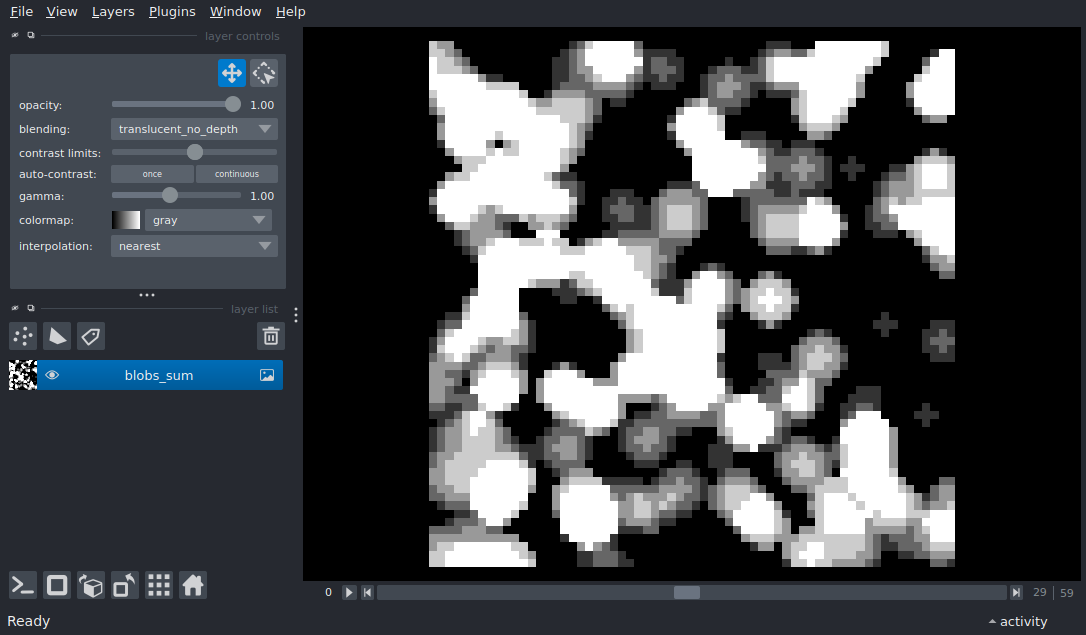 File View Layers Plugins Window Help
layer controls
opacity: 1.00
blending: translucent_no_depth
contrast limits:
auto-contrast: once continuous
gamma: 1.00
colormap: gray
interpolation: nearest
layer list
blobs_sum
0 29 59
Ready activity